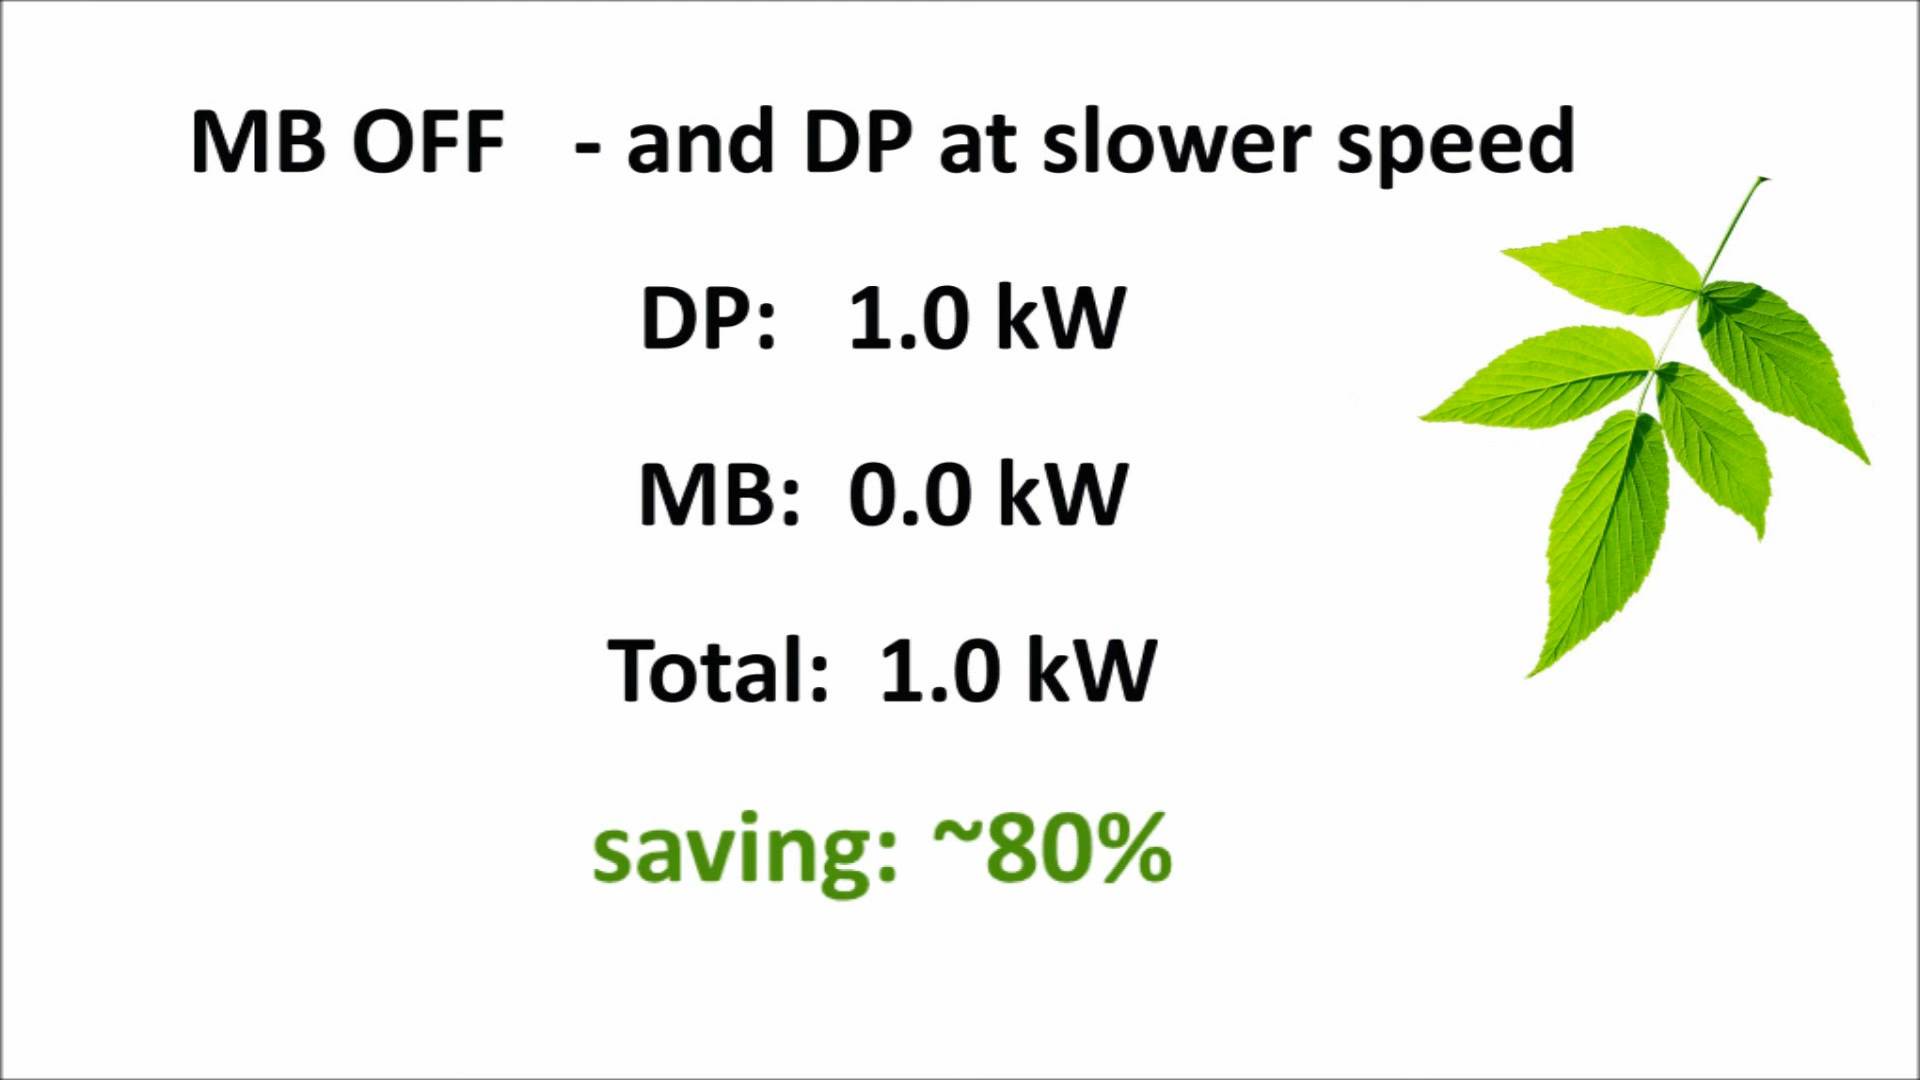 MB OFF - and DP at slower speed
DP: 1.0 kW
MB: 0.0 kW
Total: 1.0 kW
saving: ~80%